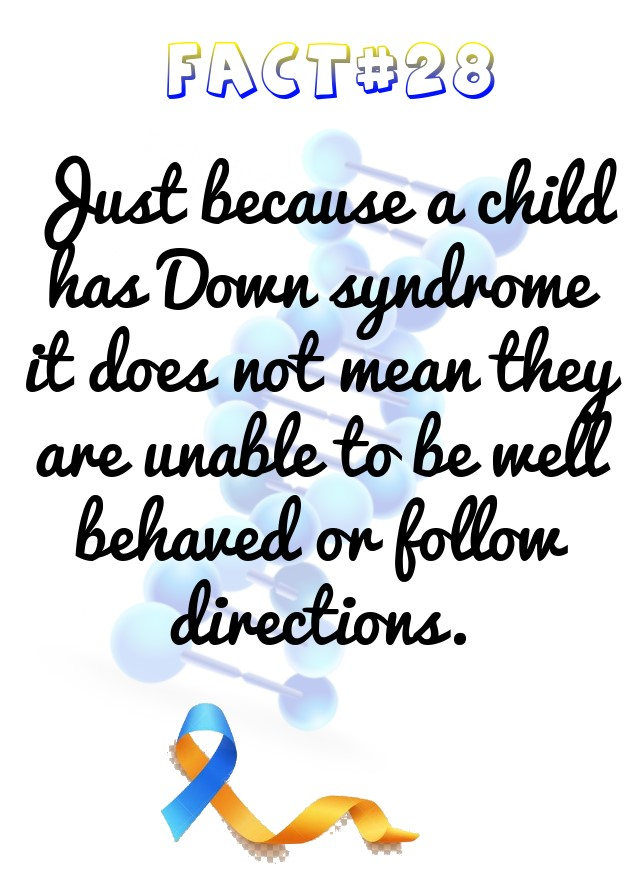 FACT#28
Just because a child
has Down syndrome
it does not mean they
are unable to be well
behaved or follow
directions.